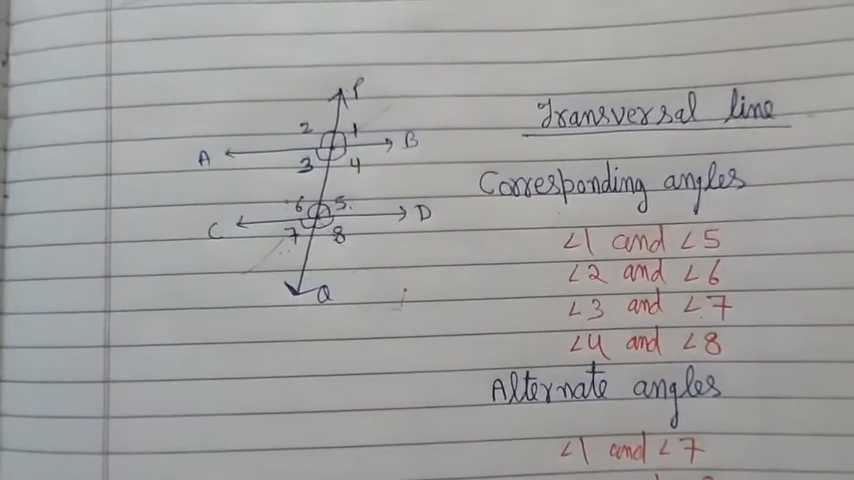 P
2 1
A B
3 4
6 5
C D
7 8
Q
Transversal line
Corresponding angles
∠1 and ∠5
∠2 and ∠6
∠3 and ∠7
∠4 and ∠8
Alternate angles
∠1 and ∠7